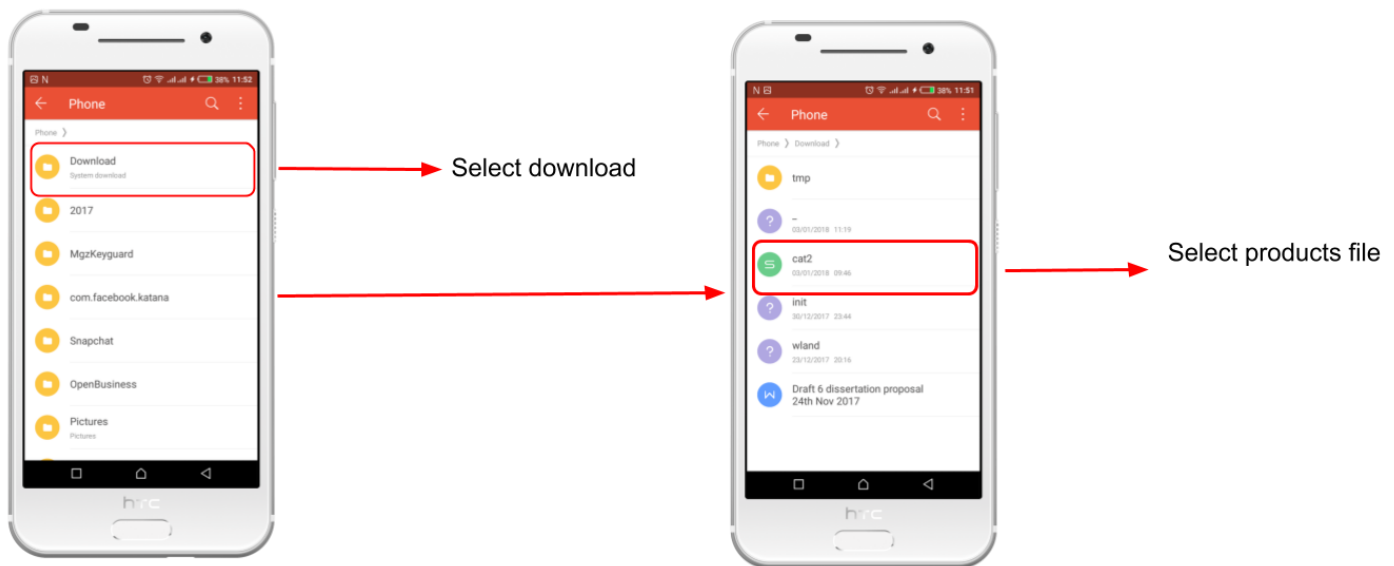 N
38% 11:52
Phone
Phone 〉
Download
System download
2017
MgzKeyguard
com.facebook.katana
Snapchat
OpenBusiness
Pictures
Pictures
hTC
Select download
N
38% 11:51
Phone
Phone 〉 Download 〉
tmp
?
_
03/01/2018 11:19
S
cat2
03/01/2018 09:46
?
init
30/12/2017 23:44
?
wland
23/12/2017 20:16
W
Draft 6 dissertation proposal
24th Nov 2017
hTC
Select products file